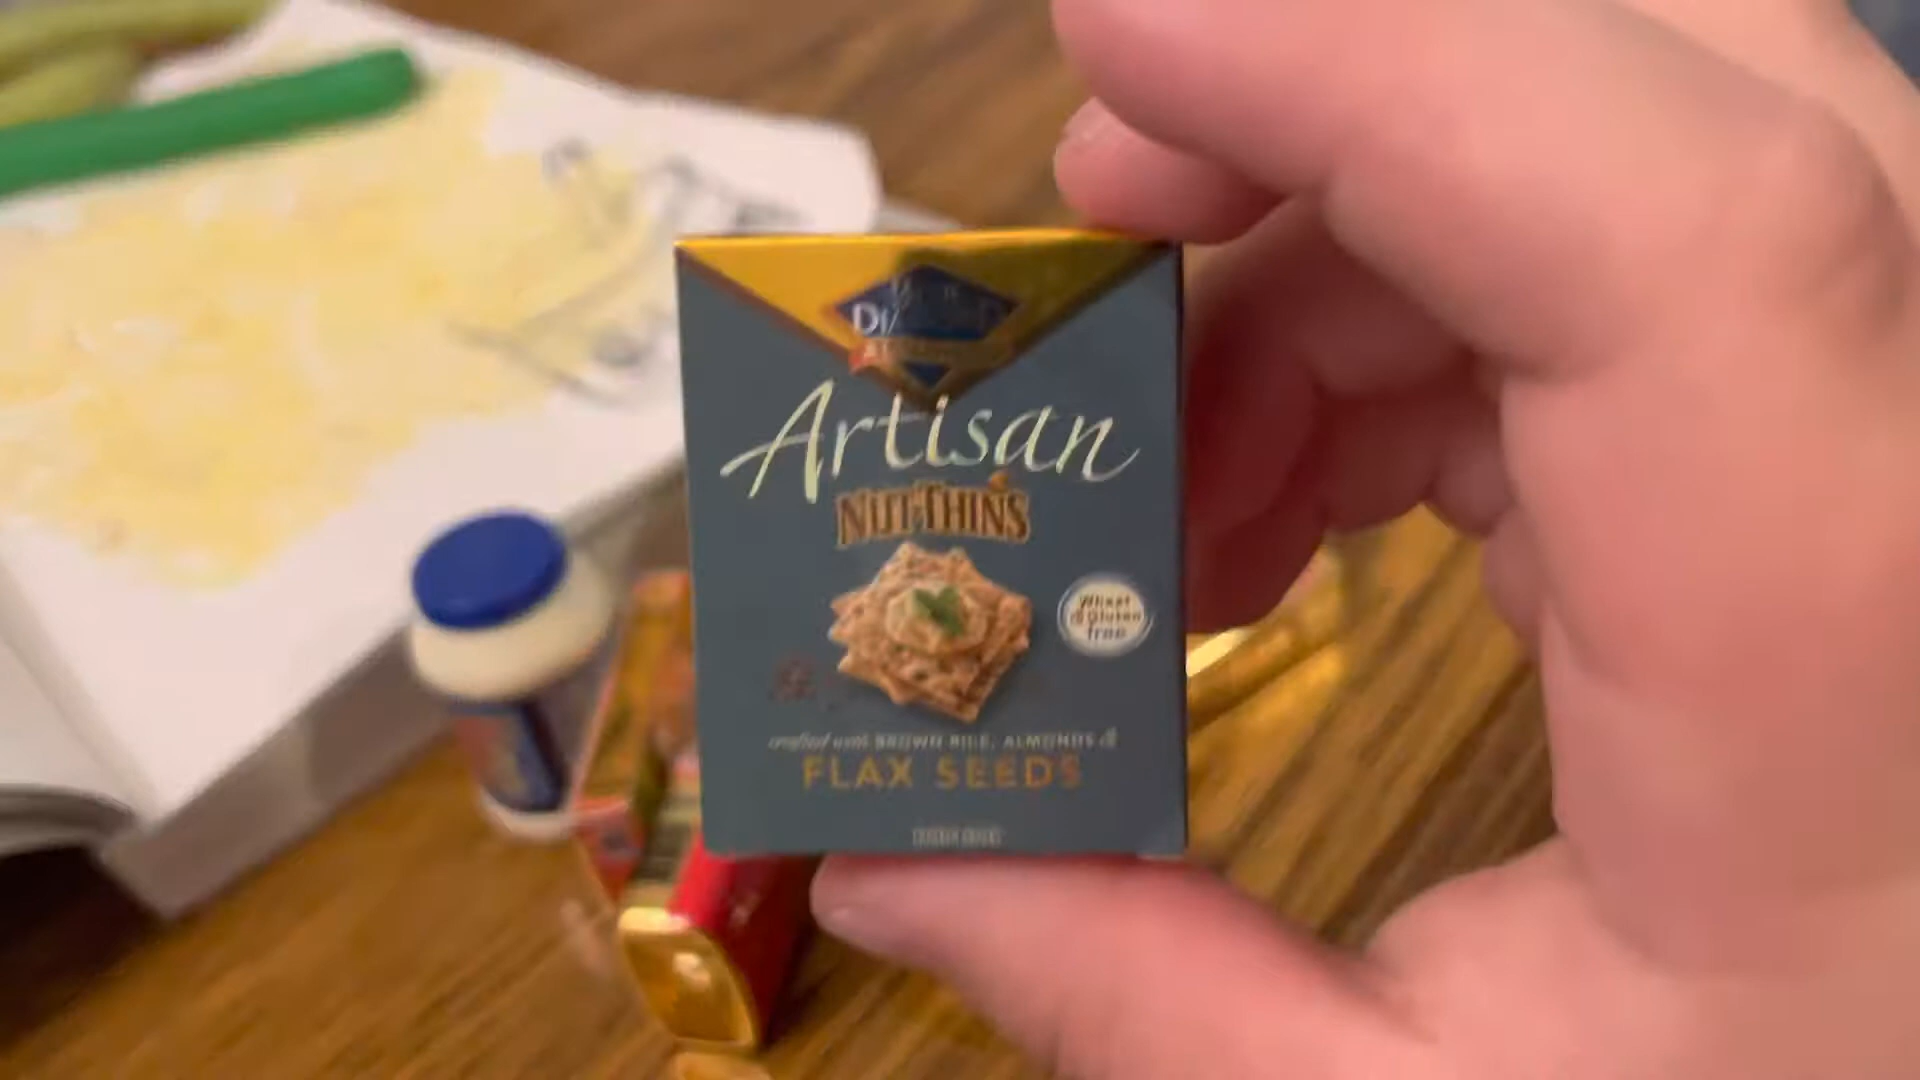 Artisan
NUT-THINS
Wheat
& Gluten
free
crafted with BROWN RICE, ALMONDS &
FLAX SEEDS